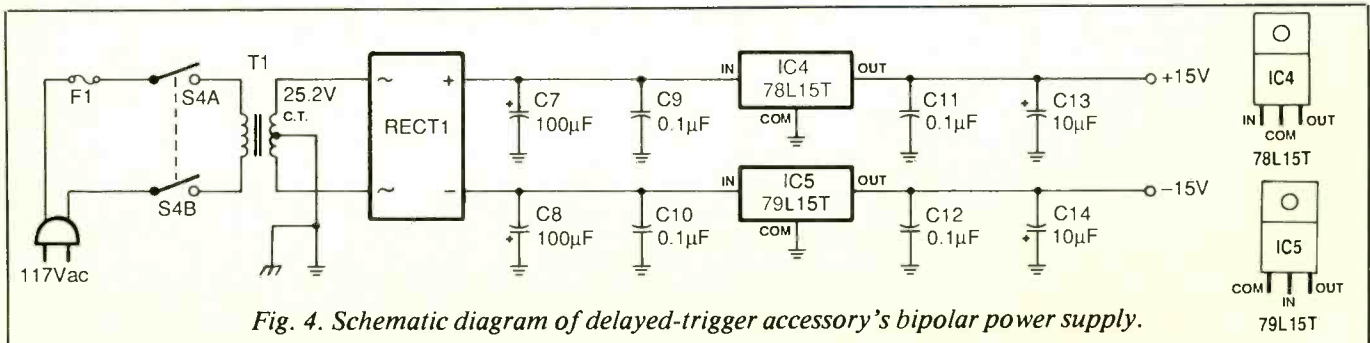 F1
S4A
S4B
117Vac
T1
25.2V
C.T.
~
~
+
−
RECT1
+
C7
100µF
C9
0.1µF
IN
IC4
78L15T
OUT
COM
C11
0.1µF
+
C13
10µF
+15V
C8
100µF
+
C10
0.1µF
IN
IC5
79L15T
OUT
COM
C12
0.1µF
C14
10µF
+
−15V
IC4
IN
COM
OUT
78L15T
IC5
COM
IN
OUT
79L15T
Fig. 4. Schematic diagram of delayed-trigger accessory's bipolar power supply.